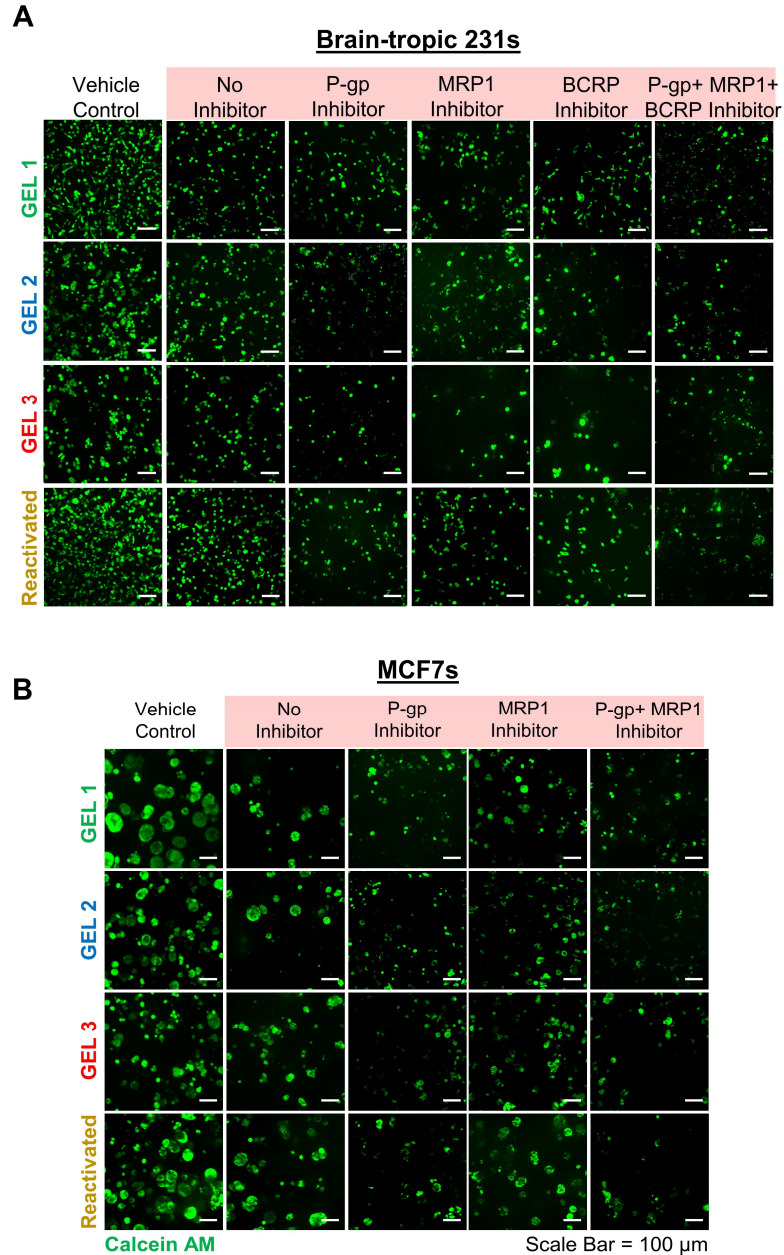 A
Brain-tropic 231s
Vehicle Control
No Inhibitor
P-gp Inhibitor
MRP1 Inhibitor
BCRP Inhibitor
P-gp+ MRP1+
BCRP Inhibitor
GEL 1
GEL 2
GEL 3
Reactivated
B
MCF7s
Vehicle Control
No Inhibitor
P-gp Inhibitor
MRP1 Inhibitor
P-gp+ MRP1
Inhibitor
GEL 1
GEL 2
GEL 3
Reactivated
Calcein AM
Scale Bar = 100 µm